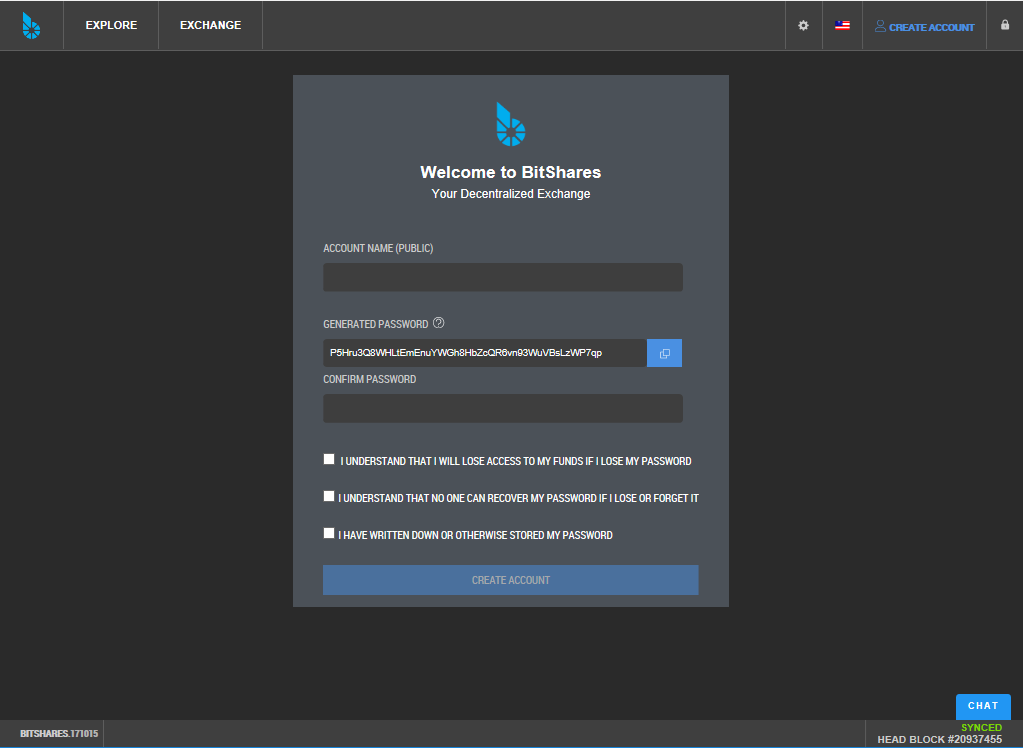 EXPLORE
EXCHANGE
CREATE ACCOUNT
Welcome to BitShares
Your Decentralized Exchange
ACCOUNT NAME (PUBLIC)
GENERATED PASSWORD
P5Hru3Q8WHLtEmEnuYWGh8HbZcQR6vn93WuVBsLzWP7qp
CONFIRM PASSWORD
I UNDERSTAND THAT I WILL LOSE ACCESS TO MY FUNDS IF I LOSE MY PASSWORD
I UNDERSTAND THAT NO ONE CAN RECOVER MY PASSWORD IF I LOSE OR FORGET IT
I HAVE WRITTEN DOWN OR OTHERWISE STORED MY PASSWORD
CREATE ACCOUNT
CHAT
BITSHARES.171015
SYNCED
HEAD BLOCK #20937455